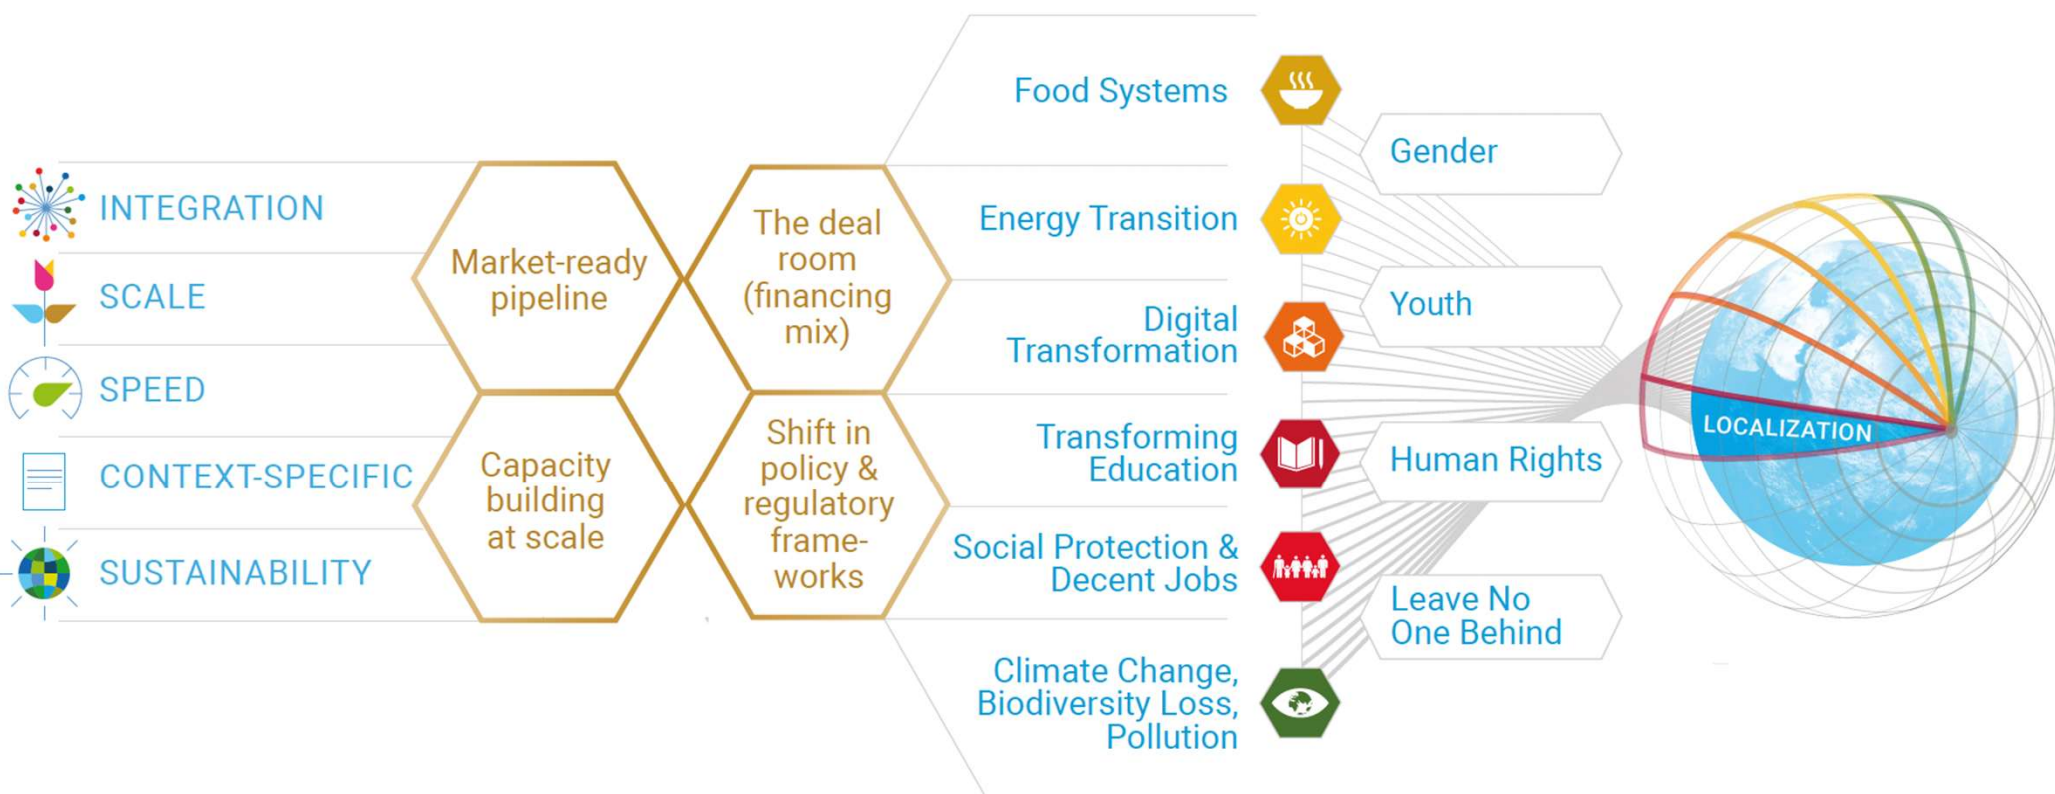 INTEGRATION
SCALE
SPEED
CONTEXT-SPECIFIC
SUSTAINABILITY
Market-ready
pipeline
Capacity
building
at scale
The deal
room
(financing
mix)
Shift in
policy &
regulatory
frame-
works
Food Systems
Energy Transition
Digital
Transformation
Transforming
Education
Social Protection &
Decent Jobs
Climate Change,
Biodiversity Loss,
Pollution
Gender
Youth
Human Rights
Leave No
One Behind
LOCALIZATION